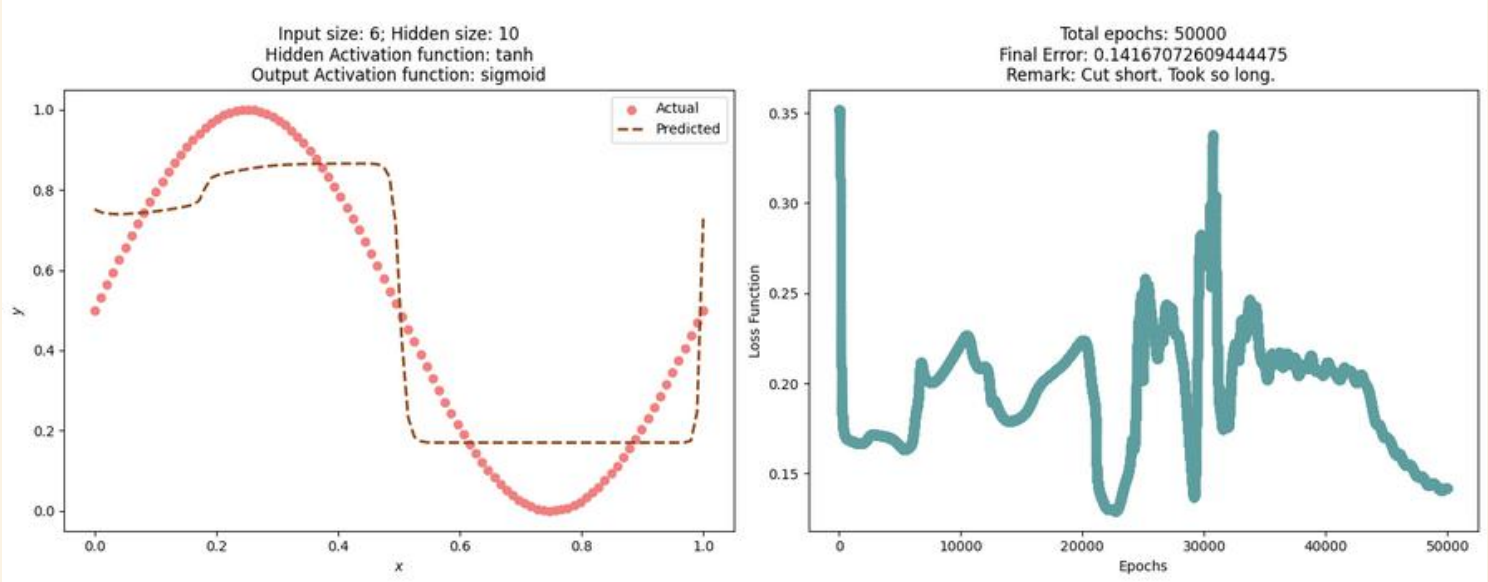 Input size: 6; Hidden size: 10
Hidden Activation function: tanh
Output Activation function: sigmoid
Actual
Predicted
1.0
0.8
0.6
0.4
0.2
0.0
y
0.0 0.2 0.4 0.6 0.8 1.0
x
Total epochs: 50000
Final Error: 0.14167072609444475
Remark: Cut short. Took so long.
0.35
0.30
0.25
0.20
0.15
Loss Function
0 10000 20000 30000 40000 50000
Epochs